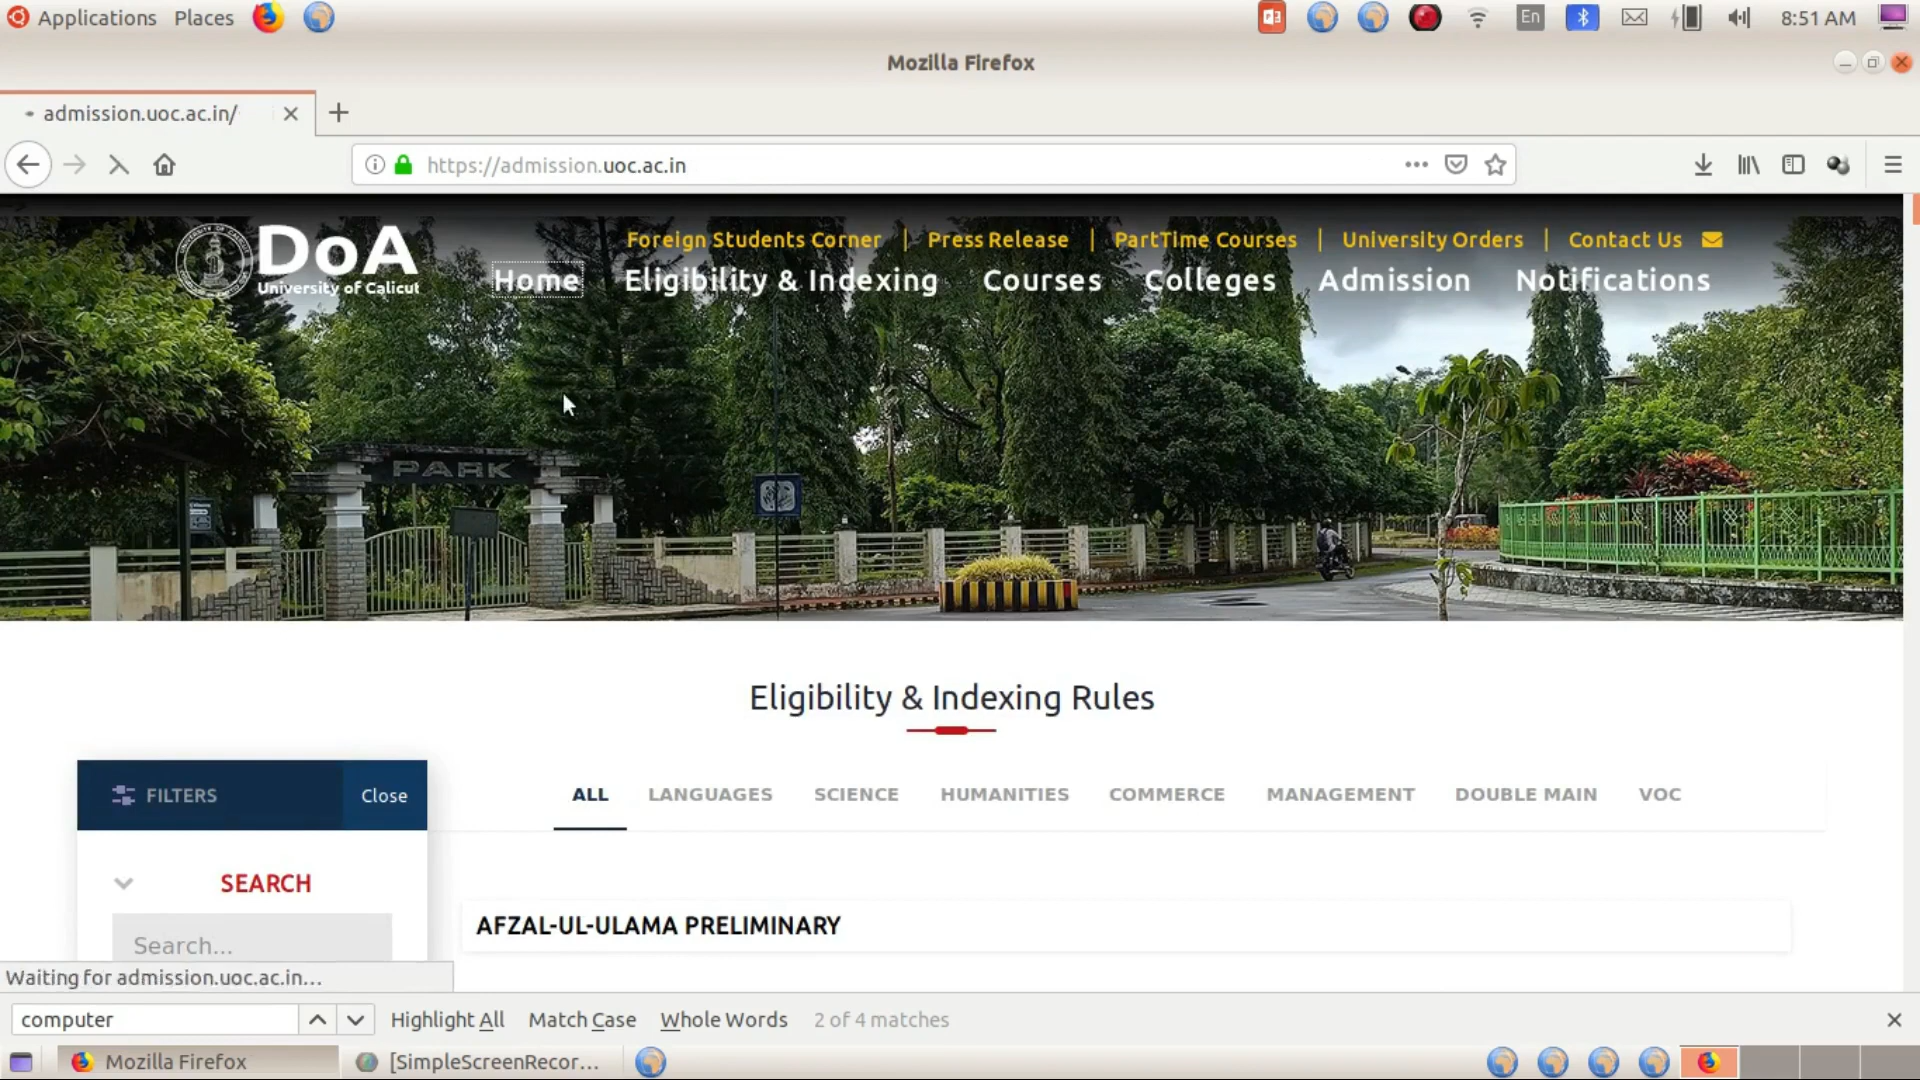 Applications Places
En
8:51 AM
Mozilla Firefox
admission.uoc.ac.in/
https://admission.uoc.ac.in
DoA
University of Calicut
Foreign Students Corner | Press Release | PartTime Courses | University Orders | Contact Us
Home Eligibility & Indexing Courses Colleges Admission Notifications
PARK
Eligibility & Indexing Rules
FILTERS Close
ALL LANGUAGES SCIENCE HUMANITIES COMMERCE MANAGEMENT DOUBLE MAIN VOC
SEARCH
Search...
AFZAL-UL-ULAMA PRELIMINARY
Waiting for admission.uoc.ac.in...
computer Highlight All Match Case Whole Words 2 of 4 matches
Mozilla Firefox [SimpleScreenRecor...